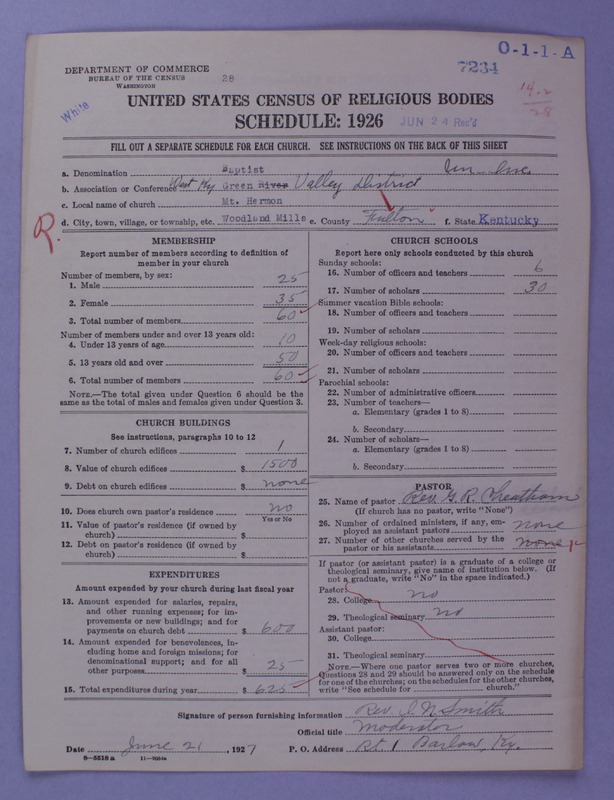 O-1-1-A
DEPARTMENT OF COMMERCE
BUREAU OF THE CENSUS
WASHINGTON
28
7234
White
14-2
28
UNITED STATES CENSUS OF RELIGIOUS BODIES
SCHEDULE: 1926
JUN 24 Rec'd
FILL OUT A SEPARATE SCHEDULE FOR EACH CHURCH. SEE INSTRUCTIONS ON THE BACK OF THIS SHEET
a. Denomination Baptist
b. Association or Conference West Ky Green River Valley District
c. Local name of church Mt. Hermon
d. City, town, village, or township, etc. Woodland Mills e. County Fulton f. State Kentucky
R.
MEMBERSHIP
Report number of members according to definition of
member in your church
Number of members, by sex:
1. Male 25
2. Female 35
3. Total number of members 60
Number of members under and over 13 years old:
4. Under 13 years of age 10
5. 13 years old and over 50
6. Total number of members 60
NOTE.—The total given under Question 6 should be the
same as the total of males and females given under Question 3.
CHURCH BUILDINGS
See instructions, paragraphs 10 to 12
7. Number of church edifices 1
8. Value of church edifices $ 1500
9. Debt on church edifices $ none
10. Does church own pastor's residence no
Yes or No
11. Value of pastor's residence (if owned by
church) $
12. Debt on pastor's residence (if owned by
church) $
EXPENDITURES
Amount expended by your church during last fiscal year
13. Amount expended for salaries, repairs,
and other running expenses; for im-
provements or new buildings; and for
payments on church debt $ 600
14. Amount expended for benevolences, in-
cluding home and foreign missions; for
denominational support; and for all
other purposes $ 25
15. Total expenditures during year $ 625
CHURCH SCHOOLS
Report here only schools conducted by this church
Sunday schools:
16. Number of officers and teachers 6
17. Number of scholars 30
Summer vacation Bible schools:
18. Number of officers and teachers
19. Number of scholars
Week-day religious schools:
20. Number of officers and teachers
21. Number of scholars
Parochial schools:
22. Number of administrative officers
23. Number of teachers—
a. Elementary (grades 1 to 8)
b. Secondary
24. Number of scholars—
a. Elementary (grades 1 to 8)
b. Secondary
PASTOR
25. Name of pastor Rev. G. R. Cheatham
(If church has no pastor, write "None")
26. Number of ordained ministers, if any, em-
ployed as assistant pastors none
27. Number of other churches served by the
pastor or his assistants none
If pastor (or assistant pastor) is a graduate of a college or
theological seminary, give name of institution below. (If
not a graduate, write "No" in the space indicated.)
Pastor:
28. College no
29. Theological seminary no
Assistant pastor:
30. College
31. Theological seminary
NOTE.—Where one pastor serves two or more churches,
Questions 28 and 29 should be answered only on the schedule
for one of the churches; on the schedules for the other churches,
write "See schedule for church."
Signature of person furnishing information Rev. I. N. Smith
Official title Moderator
Date June 21, 1927 P. O. Address Rt. 1 Barlow, Ky.
8-5518 a